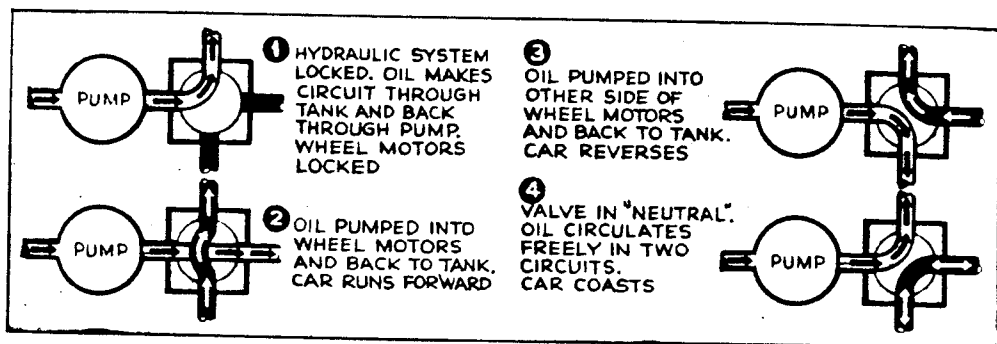 PUMP
1 HYDRAULIC SYSTEM
LOCKED. OIL MAKES
CIRCUIT THROUGH
TANK AND BACK
THROUGH PUMP.
WHEEL MOTORS
LOCKED
PUMP
2 OIL PUMPED INTO
WHEEL MOTORS
AND BACK TO TANK.
CAR RUNS FORWARD
3
OIL PUMPED INTO
OTHER SIDE OF
WHEEL MOTORS
AND BACK TO TANK.
CAR REVERSES
PUMP
4
VALVE IN "NEUTRAL".
OIL CIRCULATES
FREELY IN TWO
CIRCUITS.
CAR COASTS
PUMP